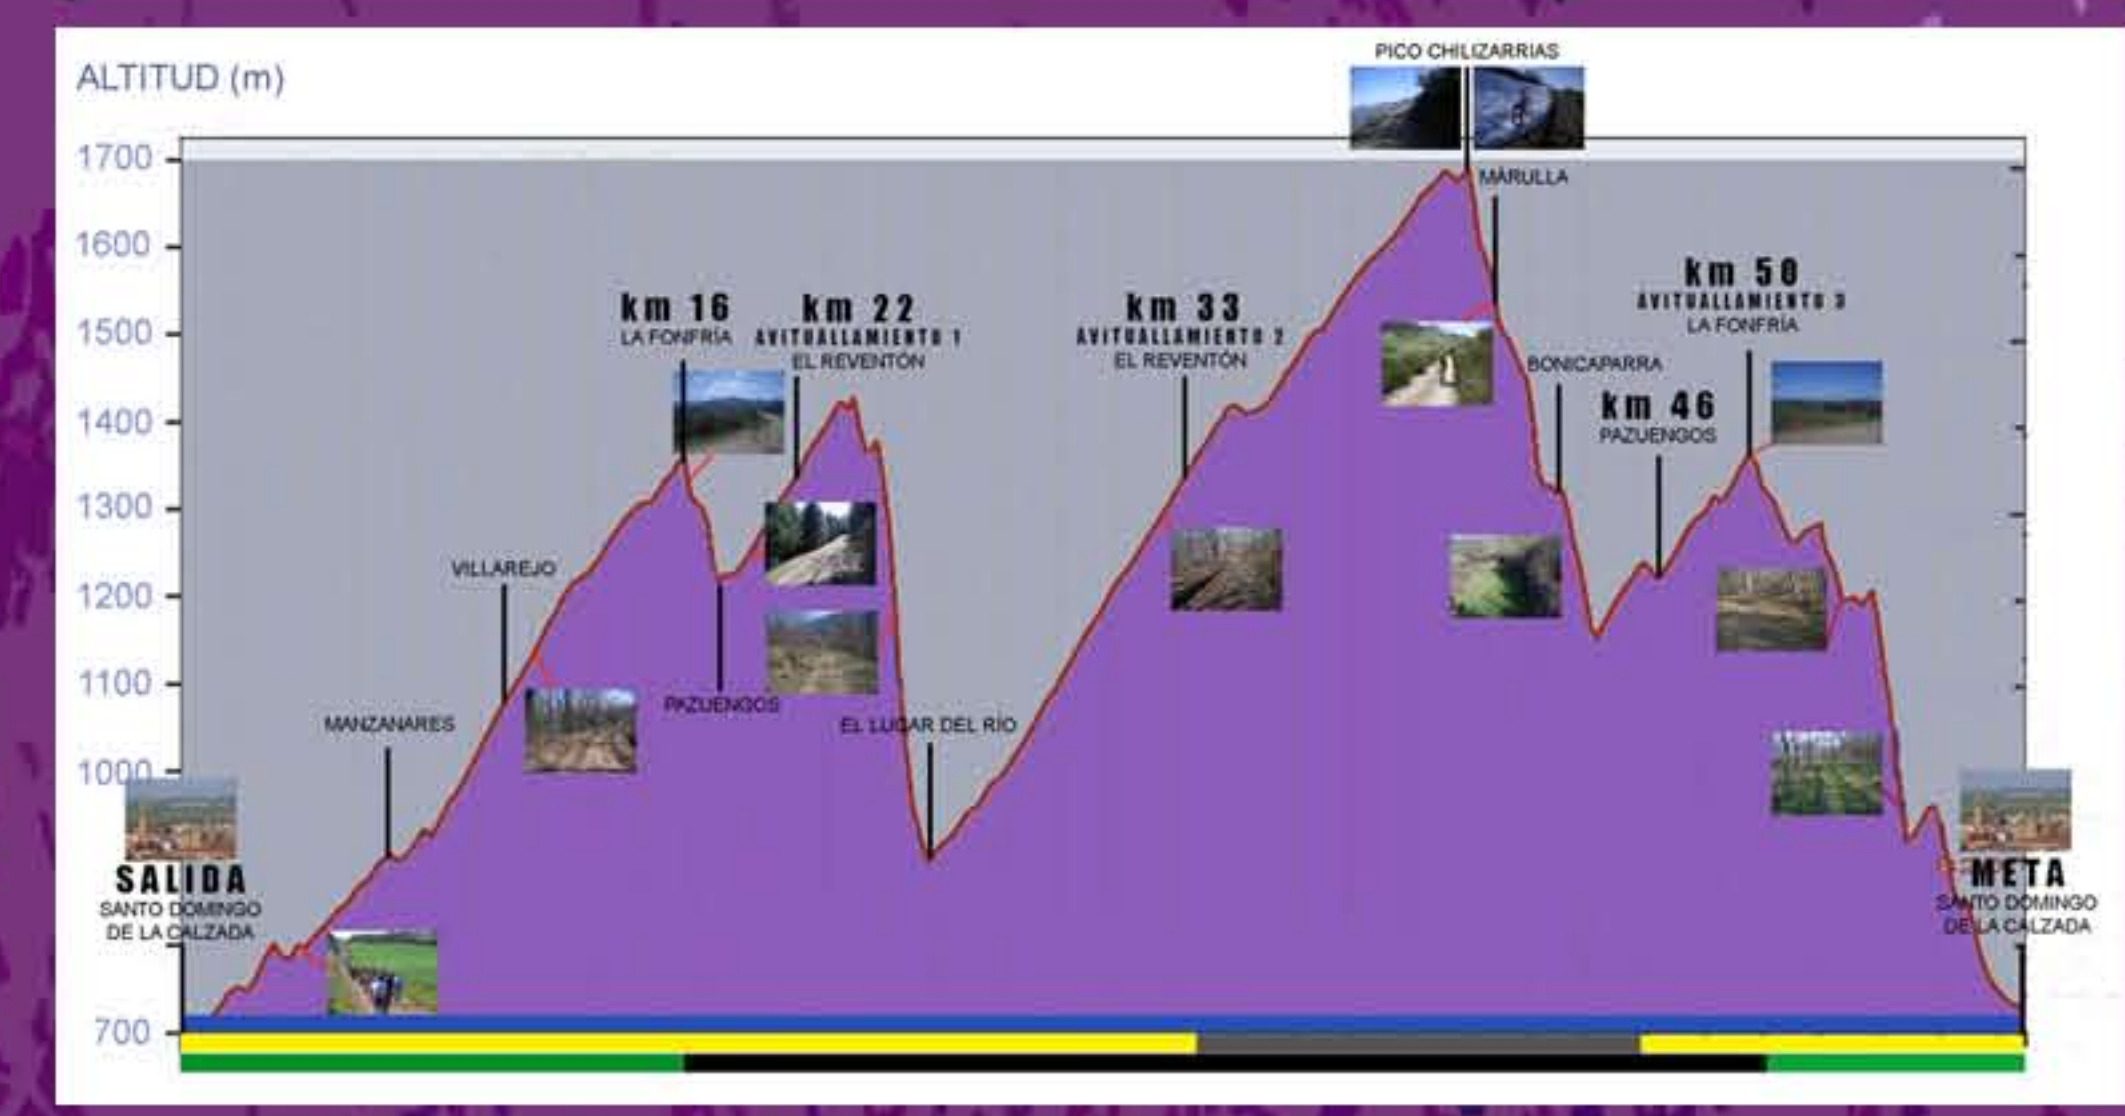 ALTITUD (m)
PICO CHILIZARRIAS
1700
MARULLA
1600
km 16
LA FONFRÍA
km 22
AVITUALLAMIENTO 1
EL REVENTÓN
km 33
AVITUALLAMIENTO 2
EL REVENTÓN
km 50
AVITUALLAMIENTO 3
LA FONFRÍA
1500
BONICAPARRA
km 46
PAZUENGOS
1400
1300
VILLAREJO
1200
1100
PAZUENGOS
MANZANARES
EL LUGAR DEL RÍO
1000
SALIDA
SANTO DOMINGO
DE LA CALZADA
META
SANTO DOMINGO
DE LA CALZADA
700